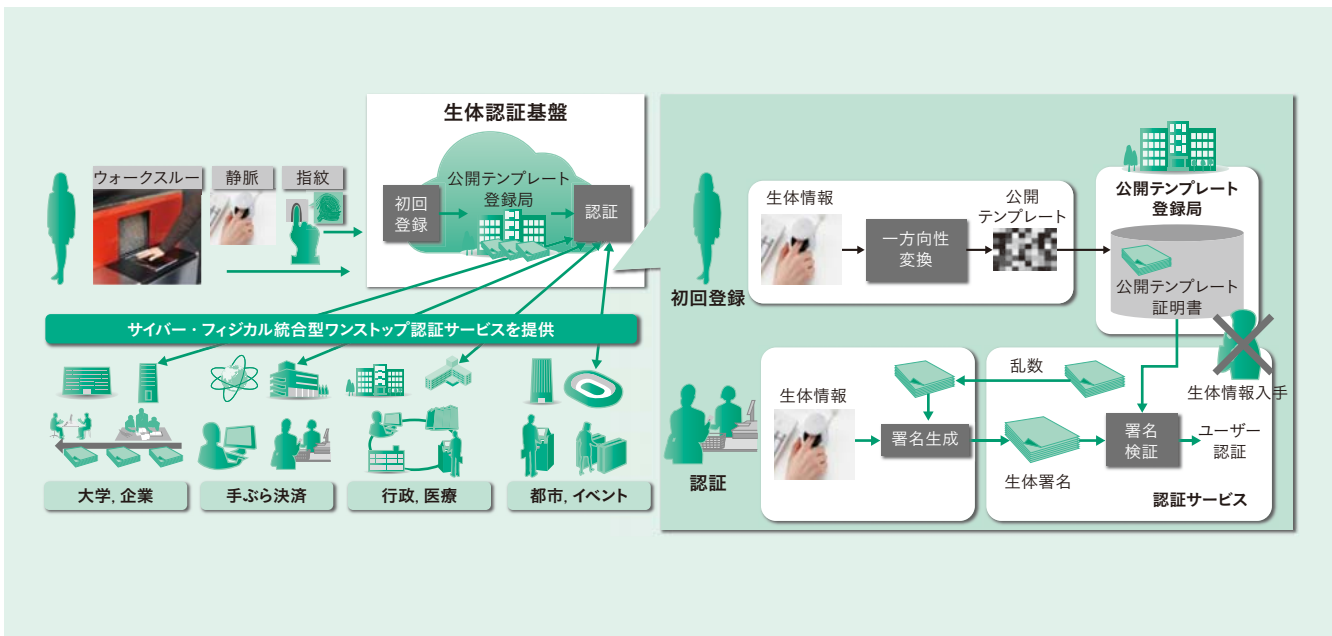 生体認証基盤
ウォークスルー
静脈
指紋
初回
登録
公開テンプレート
登録局
認証
サイバー・フィジカル統合型ワンストップ認証サービスを提供
大学, 企業
手ぶら決済
行政, 医療
都市, イベント
初回登録
生体情報
一方向性
変換
公開
テンプレート
公開テンプレート
登録局
公開テンプレート
証明書
生体情報入手
認証
生体情報
乱数
署名生成
生体署名
署名
検証
ユーザー
認証
認証サービス